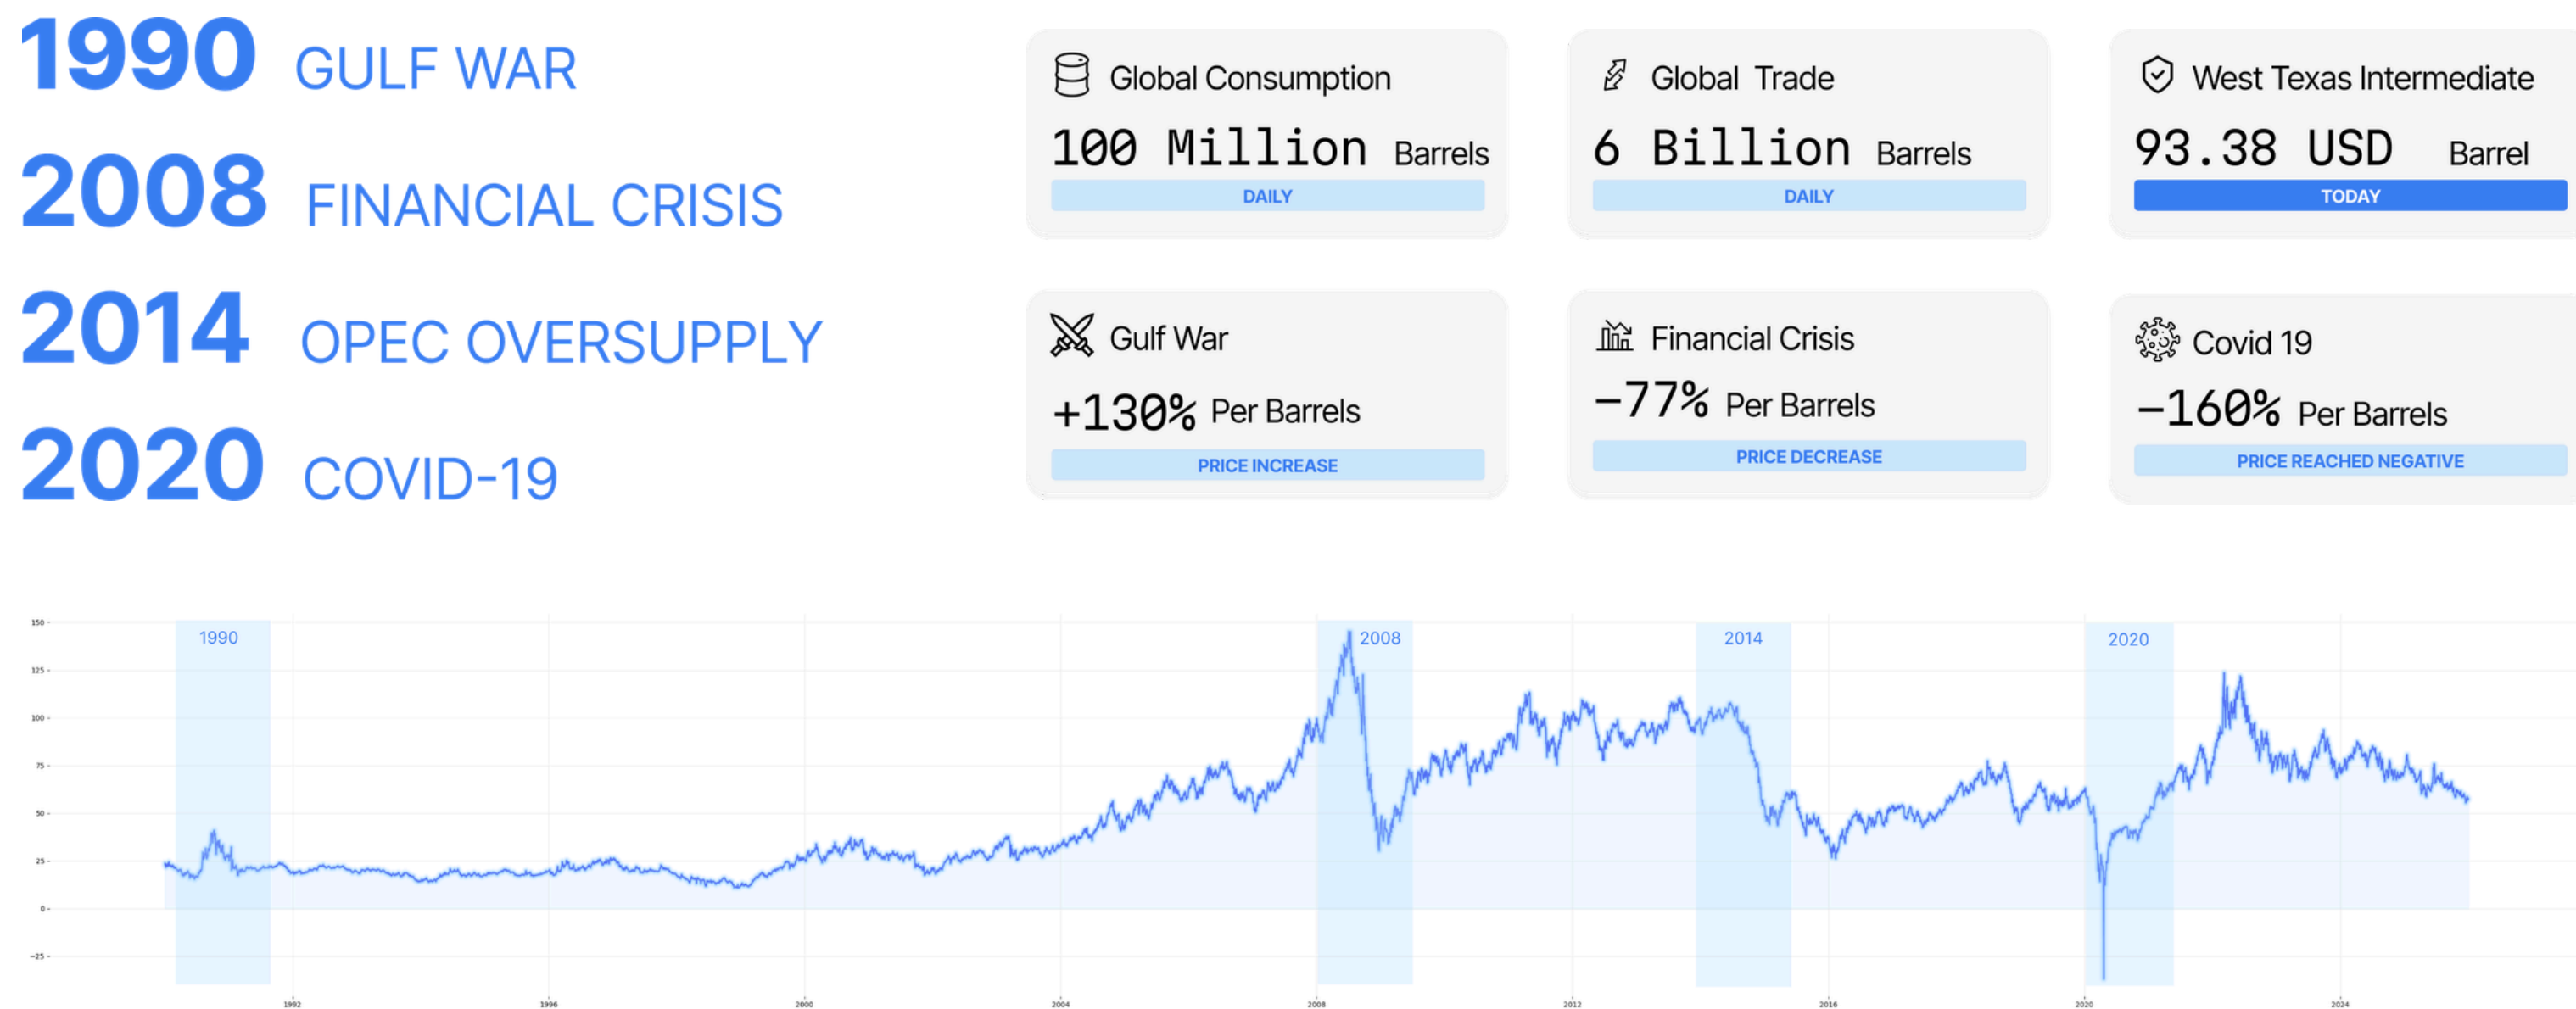 1990 GULF WAR
2008 FINANCIAL CRISIS
2014 OPEC OVERSUPPLY
2020 COVID-19
Global Consumption
100 Million Barrels
DAILY
Global Trade
6 Billion Barrels
DAILY
West Texas Intermediate
93.38 USD Barrel
TODAY
Gulf War
+130% Per Barrels
PRICE INCREASE
Financial Crisis
-77% Per Barrels
PRICE DECREASE
Covid 19
-160% Per Barrels
PRICE REACHED NEGATIVE
1990 2008 2014 2020
150
125
100
75
50
25
0
-25
1992 1996 2000 2004 2008 2012 2016 2020 2024